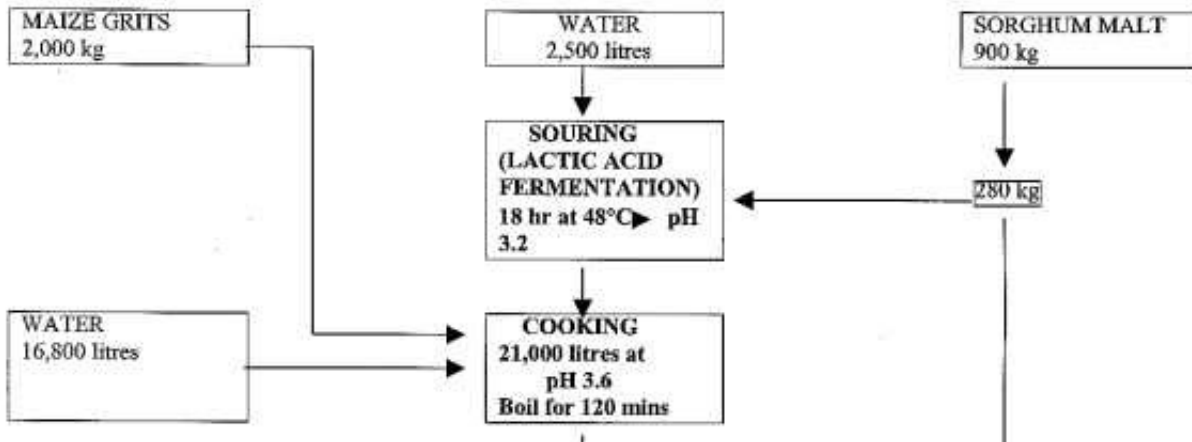 MAIZE GRITS
2,000 kg
WATER
2,500 litres
SORGHUM MALT
900 kg
SOURING
(LACTIC ACID
FERMENTATION)
18 hr at 48°C► pH
3.2
280 kg
WATER
16,800 litres
COOKING
21,000 litres at
pH 3.6
Boil for 120 mins